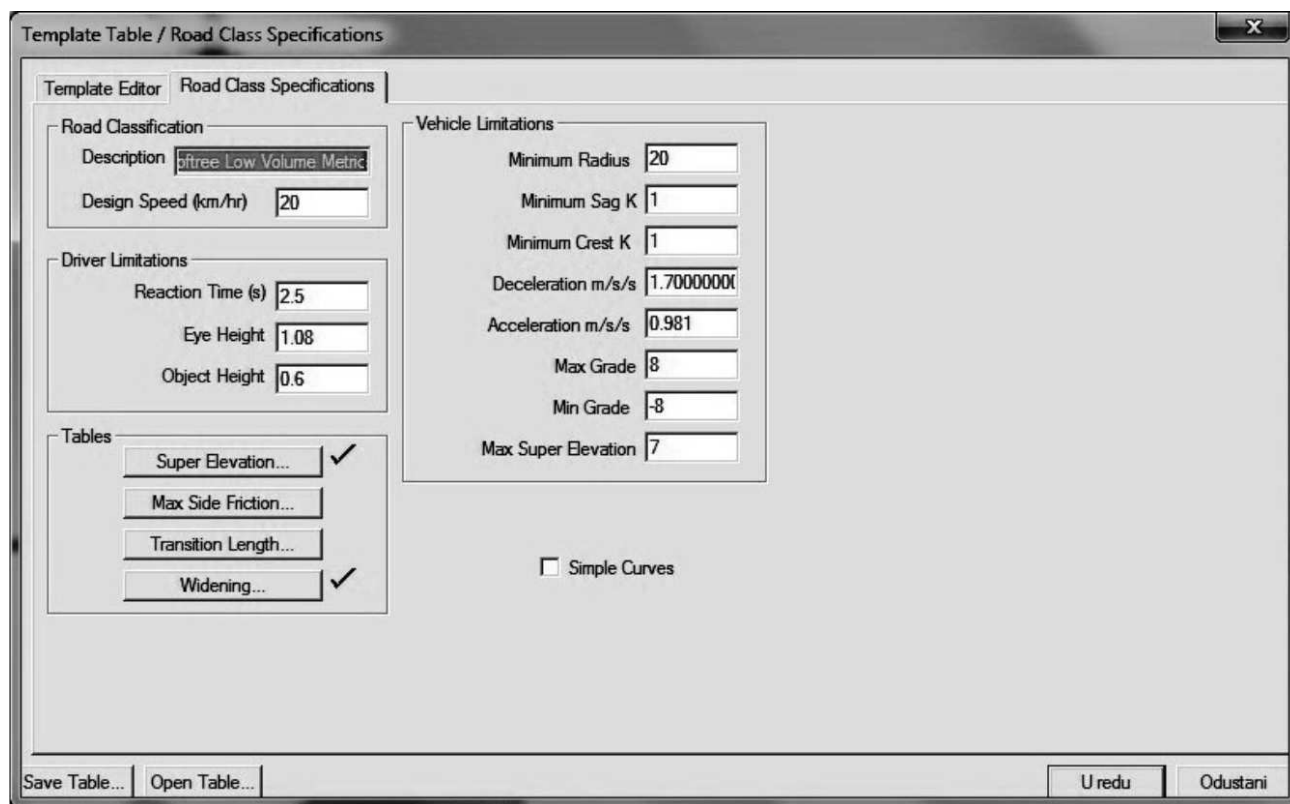 Template Table / Road Class Specifications
Template Editor
Road Class Specifications
Road Classification
Description oftree Low Volume Metric
Design Speed (km/hr) 20
Driver Limitations
Reaction Time (s) 2.5
Eye Height 1.08
Object Height 0.6
Tables
Super Elevation...
Max Side Friction...
Transition Length...
Widening...
Vehicle Limitations
Minimum Radius 20
Minimum Sag K 1
Minimum Crest K 1
Deceleration m/s/s 1.70000000
Acceleration m/s/s 0.981
Max Grade 8
Min Grade -8
Max Super Elevation 7
Simple Curves
Save Table...
Open Table...
U redu
Odustani